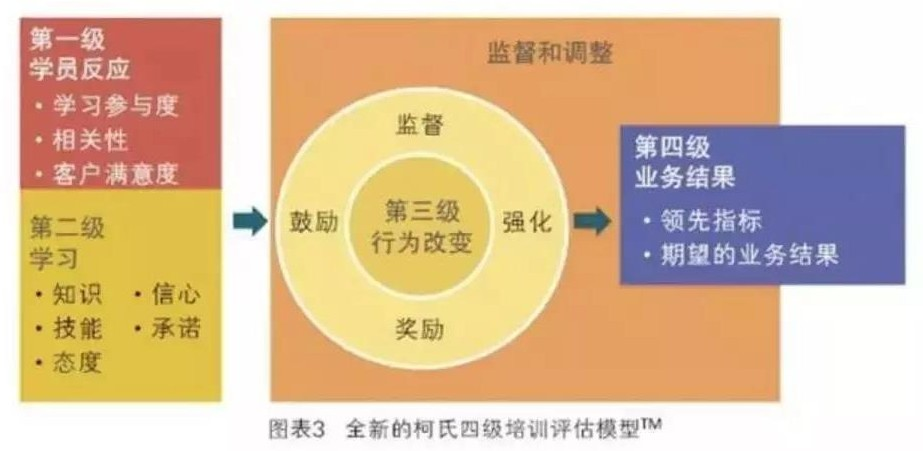 第一级
学员反应
·学习参与度
·相关性
·客户满意度
第二级
学习
·知识 ·信心
·技能 ·承诺
·态度
监督和调整
监督
鼓励
第三级
行为改变
强化
奖励
第四级
业务结果
·领先指标
·期望的业务结果
图表3 全新的柯氏四级培训评估模型™